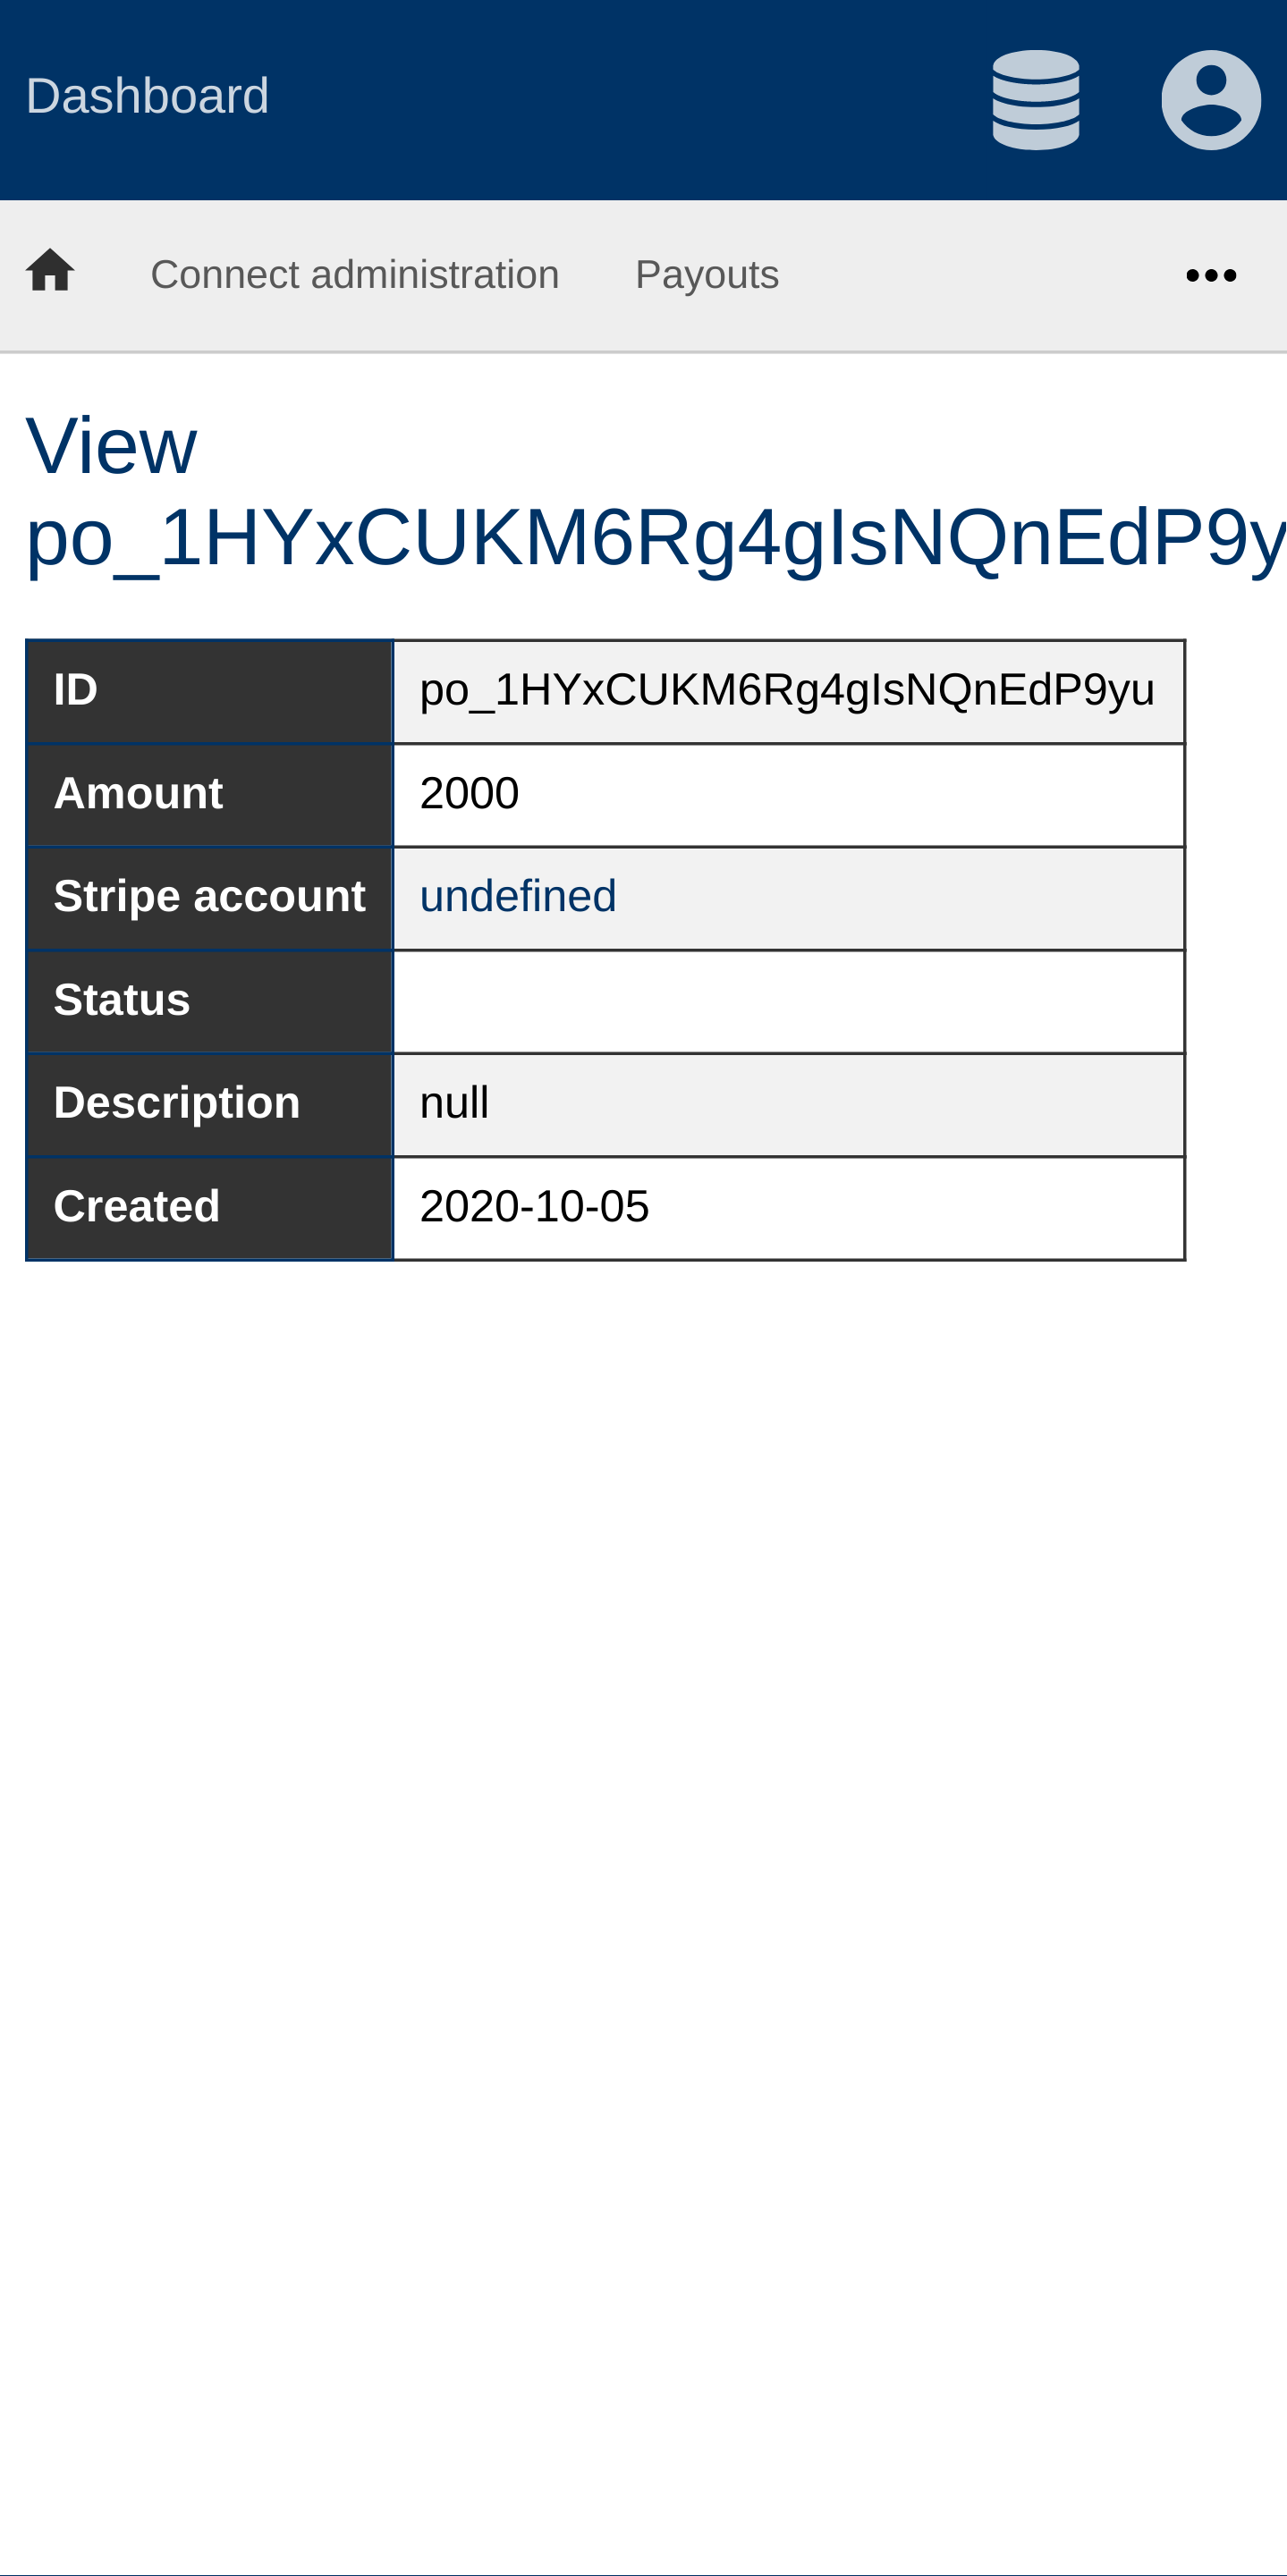 Dashboard
Connect administration Payouts
View
po_1HYxCUKM6Rg4gIsNQnEdP9y
ID po_1HYxCUKM6Rg4gIsNQnEdP9yu
Amount 2000
Stripe account undefined
Status
Description null
Created 2020-10-05